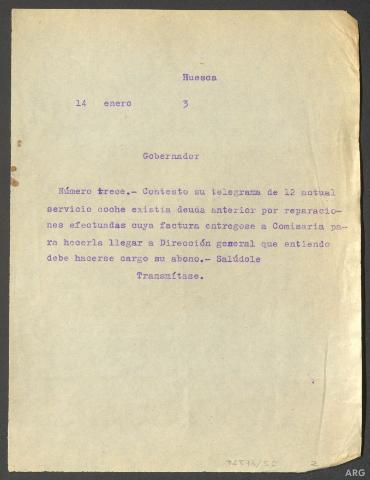 Huesca
14 enero 3
Gobernador
Número trece.- Contesto su telegrama de 12 actual
servicio coche existía deuda anterior por reparacio-
nes efectuadas cuya factura entregose a Comisaría pa-
ra hacerla llegar a Dirección general que entiendo
debe hacerse cargo su abono.- Salúdole
Transmítase.
2
ARG